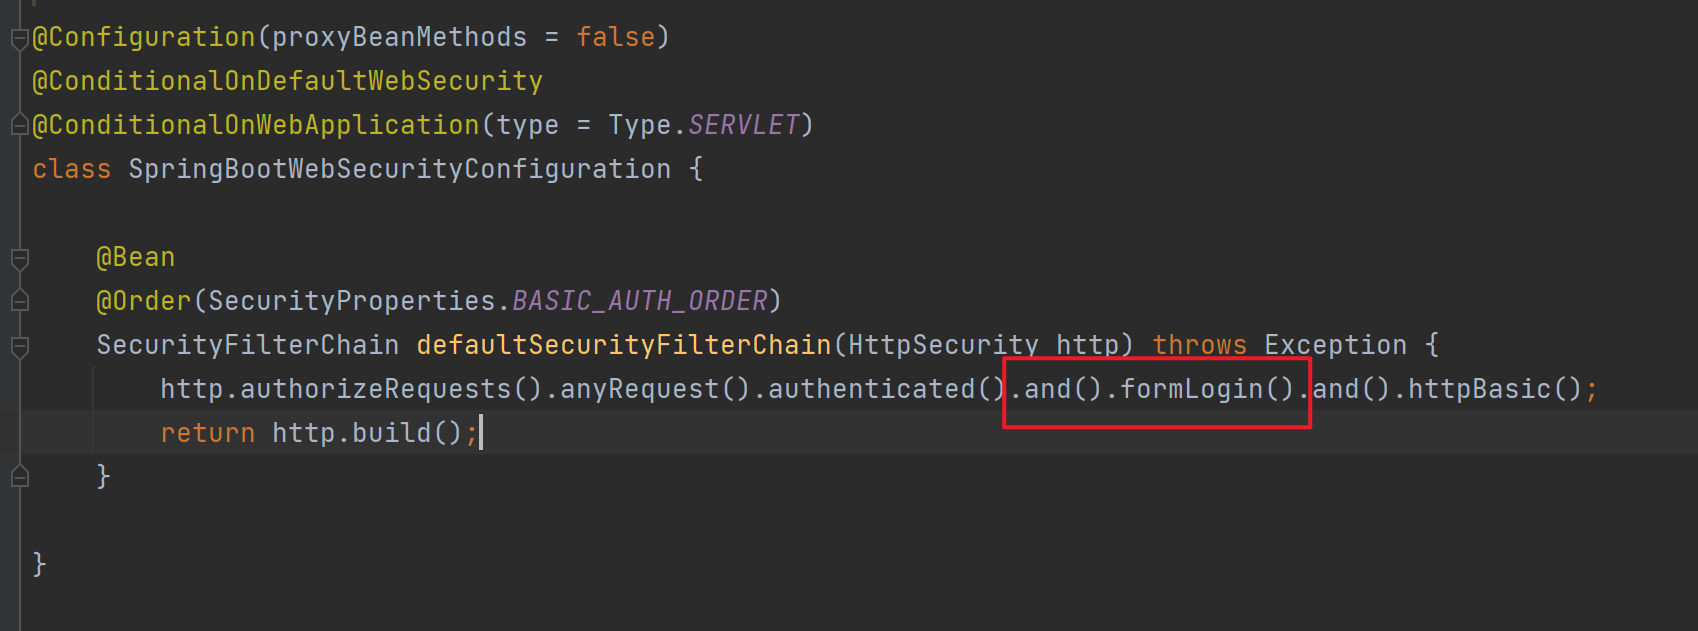 @Configuration(proxyBeanMethods = false)
@ConditionalOnDefaultWebSecurity
@ConditionalOnWebApplication(type = Type.SERVLET)
class SpringBootWebSecurityConfiguration {
@Bean
@Order(SecurityProperties.BASIC_AUTH_ORDER)
SecurityFilterChain defaultSecurityFilterChain(HttpSecurity http) throws Exception {
http.authorizeRequests().anyRequest().authenticated().and().formLogin().and().httpBasic();
return http.build();
}
}